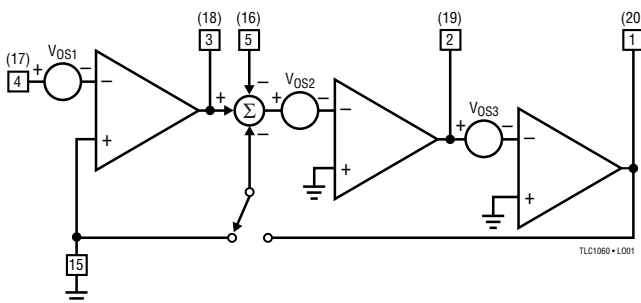 (18) (16) (19) (20)
3 5 2 1
(17) V_OS1
4 + − −
+ − Σ + V_OS2 − −
+ V_OS3 − −
+
−
+
+
15
TLC1060 • L001